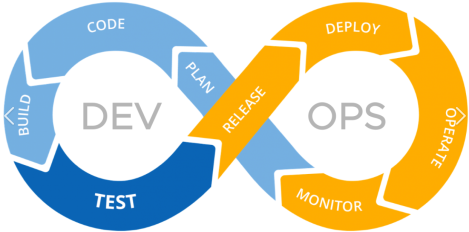 CODE
DEPLOY
PLAN
BUILD
DEV
RELEASE
OPS
OPERATE
TEST
MONITOR